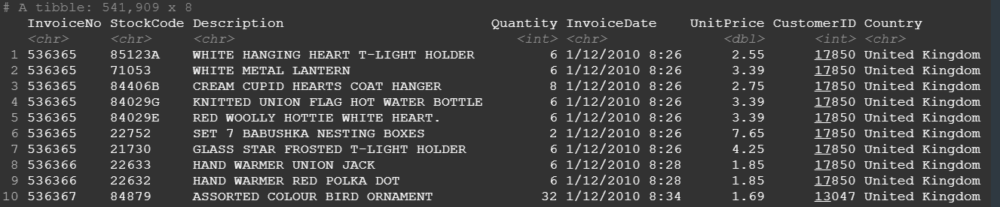 # A tibble: 541,909 x 8
InvoiceNo StockCode Description Quantity InvoiceDate UnitPrice CustomerID Country
<chr> <chr> <chr> <int> <chr> <dbl> <int> <chr>
1 536365 85123A WHITE HANGING HEART T-LIGHT HOLDER 6 1/12/2010 8:26 2.55 17850 United Kingdom
2 536365 71053 WHITE METAL LANTERN 6 1/12/2010 8:26 3.39 17850 United Kingdom
3 536365 84406B CREAM CUPID HEARTS COAT HANGER 8 1/12/2010 8:26 2.75 17850 United Kingdom
4 536365 84029G KNITTED UNION FLAG HOT WATER BOTTLE 6 1/12/2010 8:26 3.39 17850 United Kingdom
5 536365 84029E RED WOOLLY HOTTIE WHITE HEART. 6 1/12/2010 8:26 3.39 17850 United Kingdom
6 536365 22752 SET 7 BABUSHKA NESTING BOXES 2 1/12/2010 8:26 7.65 17850 United Kingdom
7 536365 21730 GLASS STAR FROSTED T-LIGHT HOLDER 6 1/12/2010 8:26 4.25 17850 United Kingdom
8 536366 22633 HAND WARMER UNION JACK 6 1/12/2010 8:28 1.85 17850 United Kingdom
9 536366 22632 HAND WARMER RED POLKA DOT 6 1/12/2010 8:28 1.85 17850 United Kingdom
10 536367 84879 ASSORTED COLOUR BIRD ORNAMENT 32 1/12/2010 8:34 1.69 13047 United Kingdom